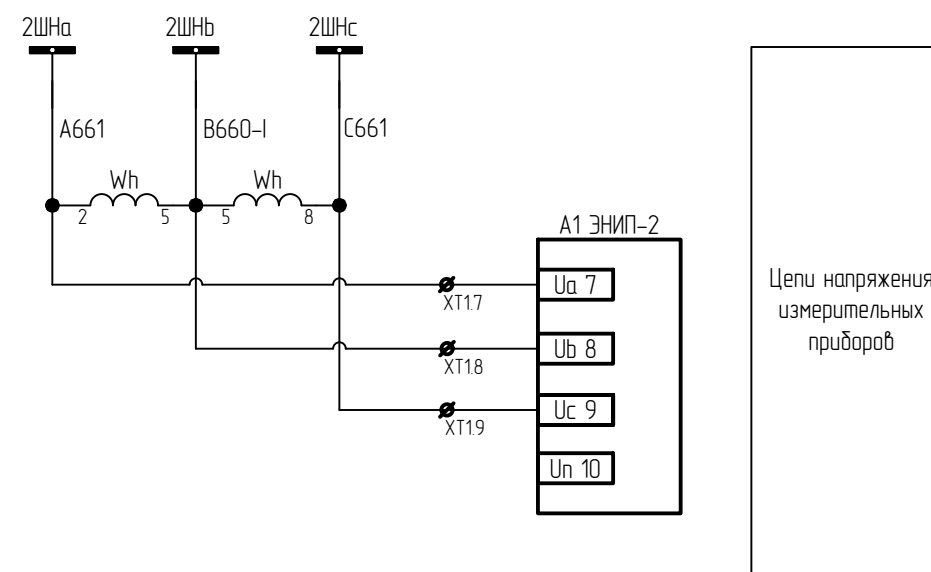 2ШНа 2ШНb 2ШНс
А661 В660-I С661
Wh Wh
2 5 5 8
А1 ЭНИП-2
Ua 7
XT1.7
Ub 8
XT1.8
Uc 9
XT1.9
Un 10
Цепи напряжения
измерительных
приборов